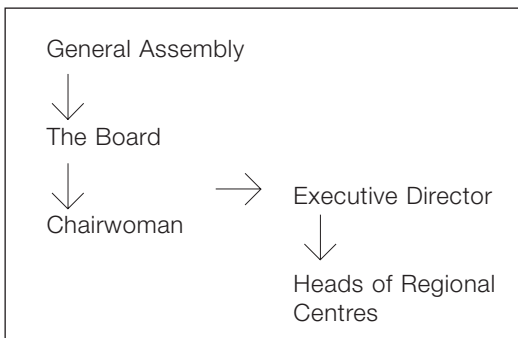 General Assembly
The Board
Chairwoman
Executive Director
Heads of Regional
Centres